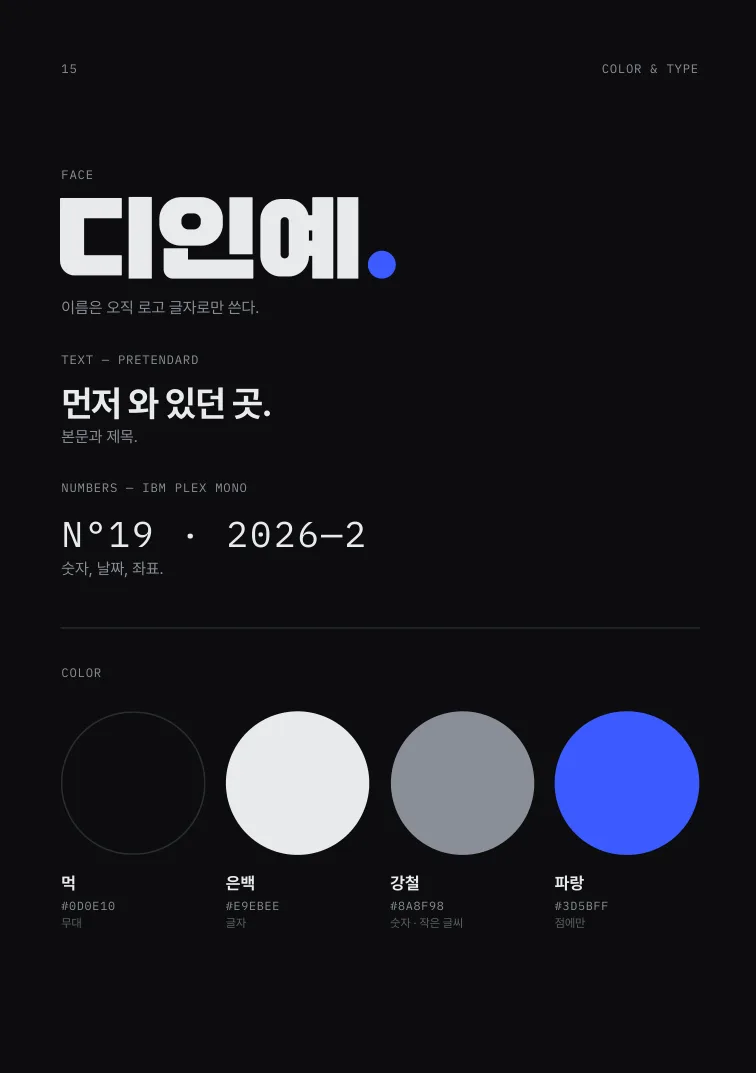 15
COLOR & TYPE
FACE
디인예.
이름은 오직 로고 글자로만 쓴다.
TEXT — PRETENDARD
먼저 와 있던 곳.
본문과 제목.
NUMBERS — IBM PLEX MONO
N°19 · 2026—2
숫자, 날짜, 좌표.
COLOR
먹
#0D0E10
무대
은백
#E9EBEE
글자
강철
#8A8F98
숫자 · 작은 글씨
파랑
#3D5BFF
점에만